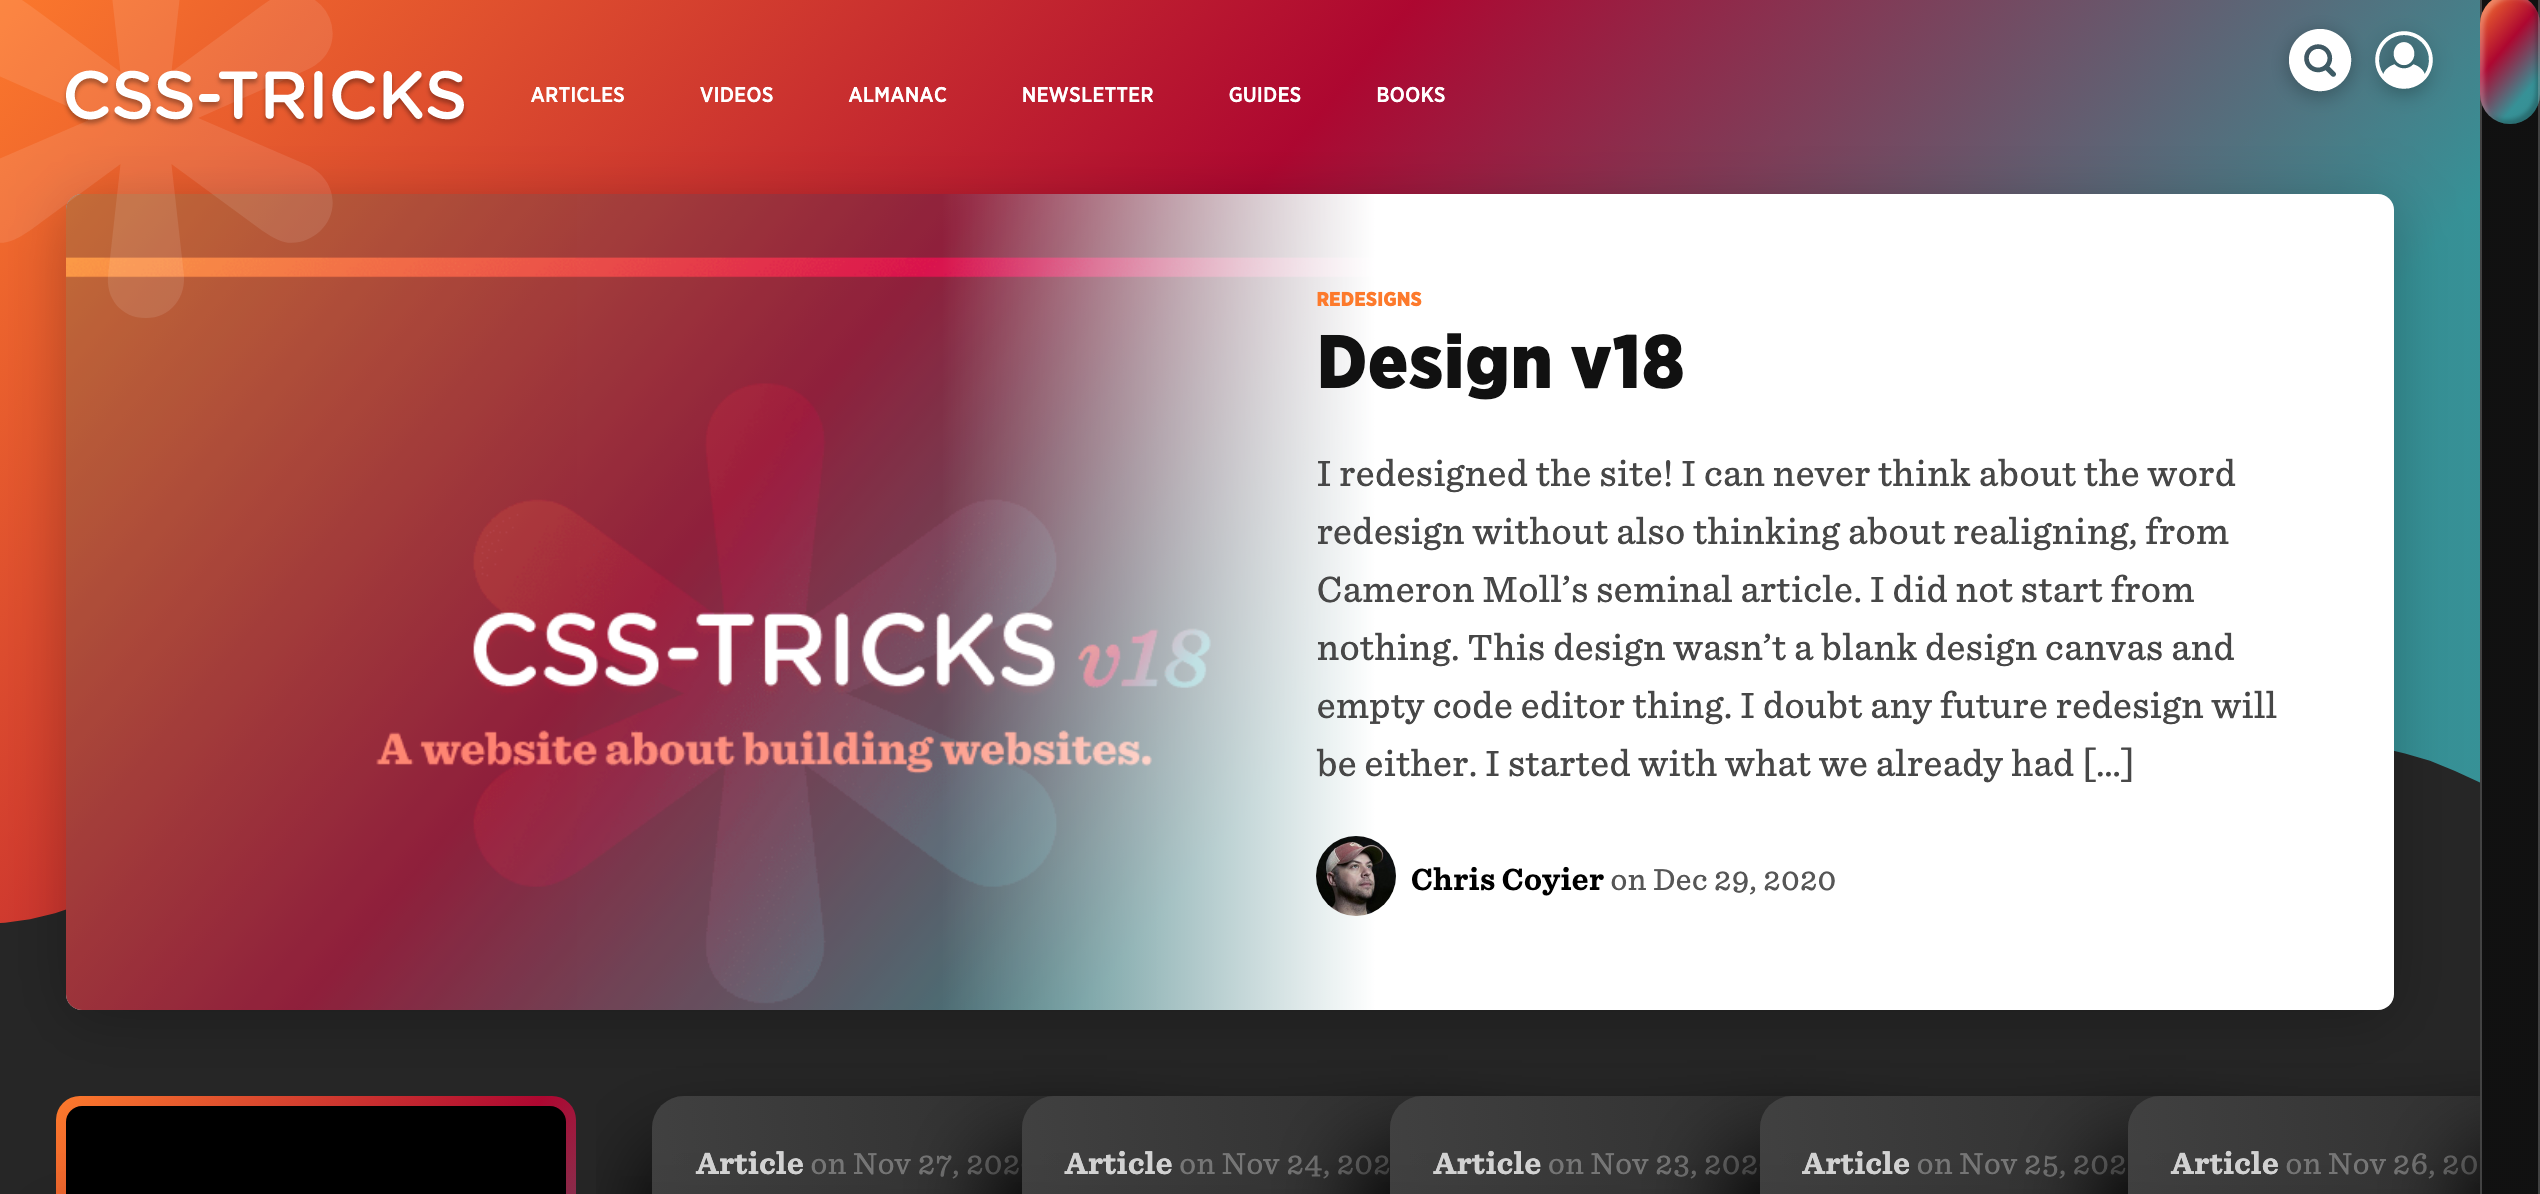 CSS-TRICKS
ARTICLES
VIDEOS
ALMANAC
NEWSLETTER
GUIDES
BOOKS
CSS-TRICKS v18
A website about building websites.
REDESIGNS
Design v18
I redesigned the site! I can never think about the word
redesign without also thinking about realigning, from
Cameron Moll’s seminal article. I did not start from
nothing. This design wasn’t a blank design canvas and
empty code editor thing. I doubt any future redesign will
be either. I started with what we already had [...]
Chris Coyier on Dec 29, 2020
Article on Nov 27, 202
Article on Nov 24, 202
Article on Nov 23, 202
Article on Nov 25, 202
Article on Nov 26, 20